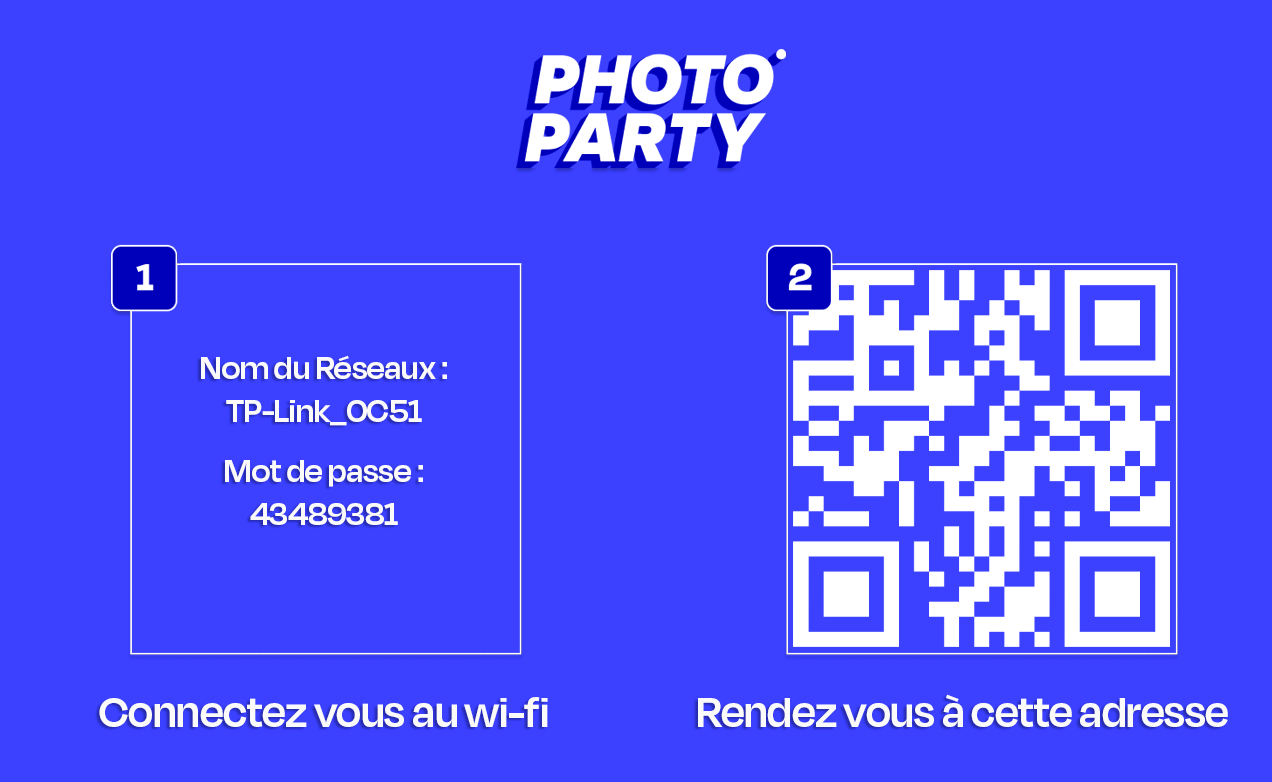 PHOTO
PARTY
1
Nom du Réseaux :
TP-Link_0C51
Mot de passe :
43489381
Connectez vous au wi-fi
2
Rendez vous à cette adresse